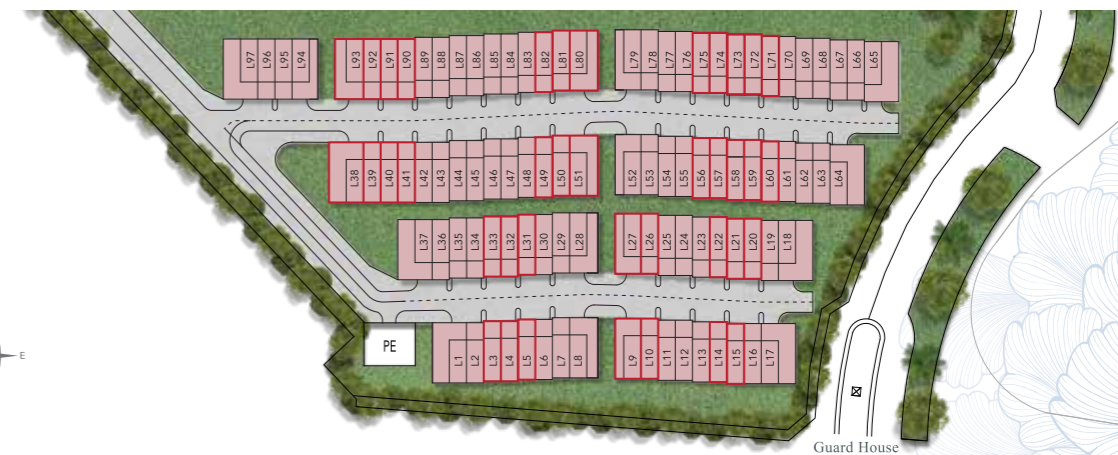 L97 L96 L95 L94
L93 L92 L91 L90 L89 L88 L87 L86 L85 L84 L83 L82 L81 L80
L79 L78 L77 L76 L75 L74 L73 L72 L71 L70 L69 L68 L67 L66 L65
L38 L39 L40 L41 L42 L43 L44 L45 L46 L47 L48 L49 L50 L51
L52 L53 L54 L55 L56 L57 L58 L59 L60 L61 L62 L63 L64
L37 L36 L35 L34 L33 L32 L31 L30 L29 L28
L27 L26 L25 L24 L23 L22 L21 L20 L19 L18
PE
L1 L2 L3 L4 L5 L6 L7 L8
L9 L10 L11 L12 L13 L14 L15 L16 L17
E
Guard House